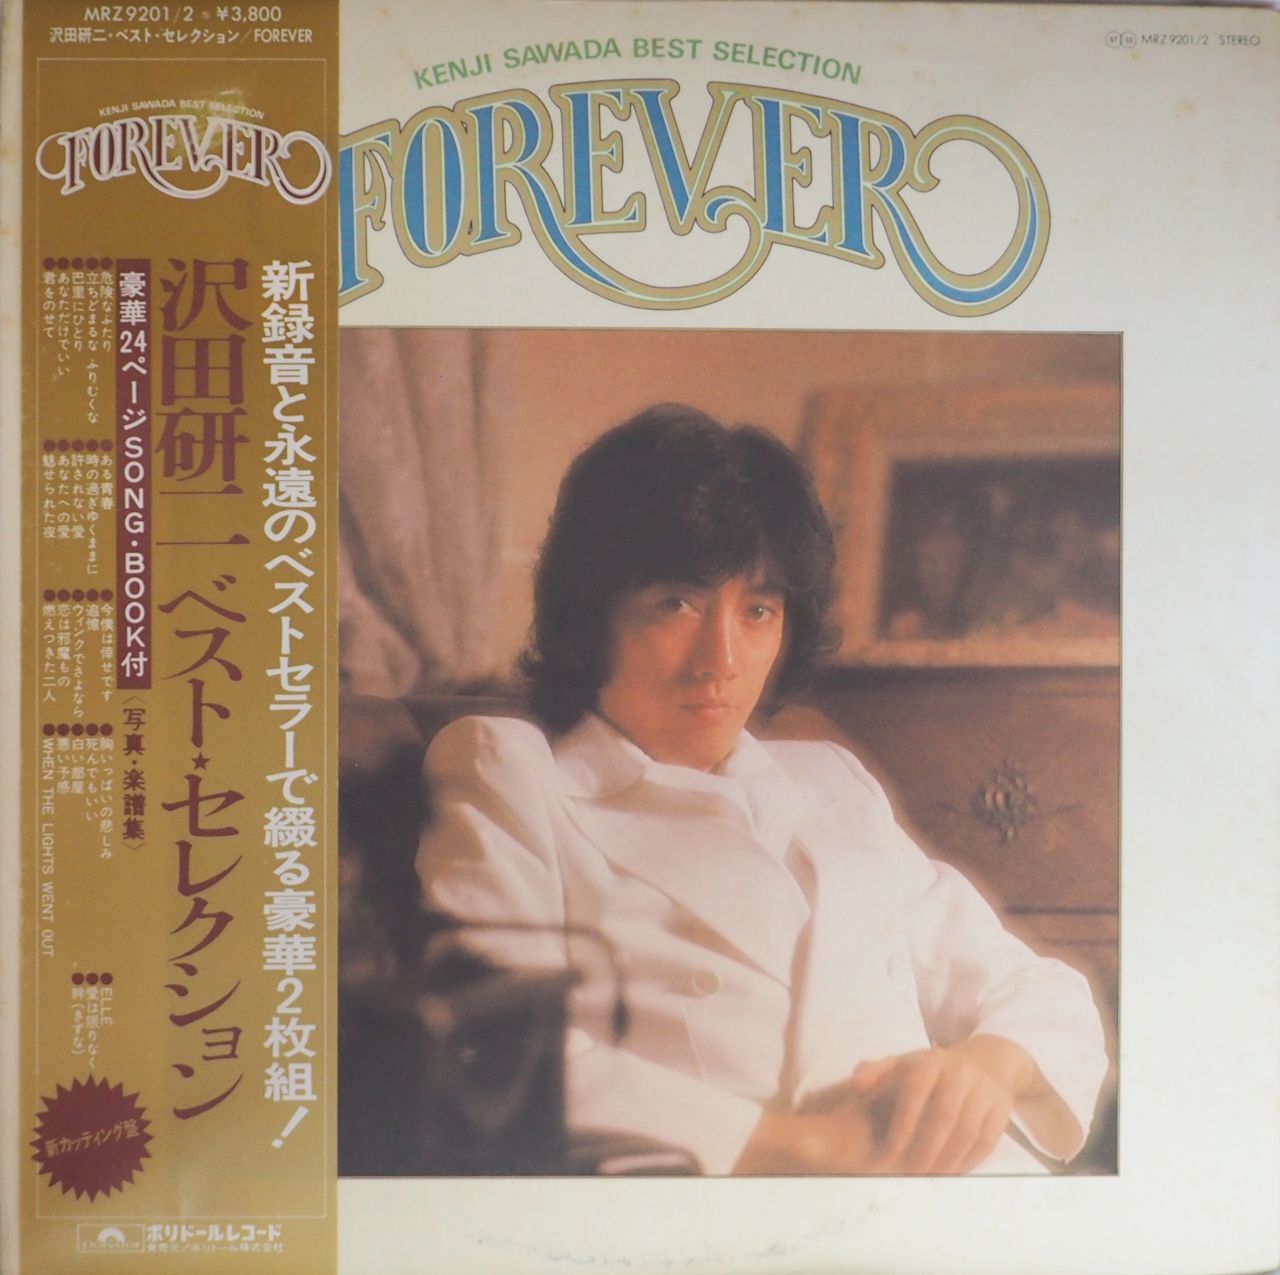 MRZ 9201/2 ¥3,800
沢田研二・ベスト・セレクション/FOREVER
KENJI SAWADA BEST SELECTION
FOREVER
新録音と永遠のベストセラーで綴る豪華2枚組!
沢田研二 ベスト★セレクション
豪華24ページSONG・BOOK付
〈写真・楽譜集〉
●危険なふたり
●立ちどまるな ふりむくな
●巴里にひとり
●あなただけでいい
●君をのせて
●ある青春
●時の過ぎゆくままに
●許されない愛
●あなたへの愛
●魅せられた夜
●今僕は倖せです
●追憶
●ウィンクでさよなら
●恋は邪魔もの
●燃えつきた二人
●胸いっぱいの悲しみ
●死んでもいい
●白い部屋
●悪い予感
●WHEN THE LIGHTS WENT OUT
●ELLE
●愛は限りなく
●絆(きずな)
新カッティング盤
polydor
ポリドールレコード
発売元/ポリドール株式会社
KENJI SAWADA BEST SELECTION
FOREVER
ST 33 MRZ 9201/2 STEREO